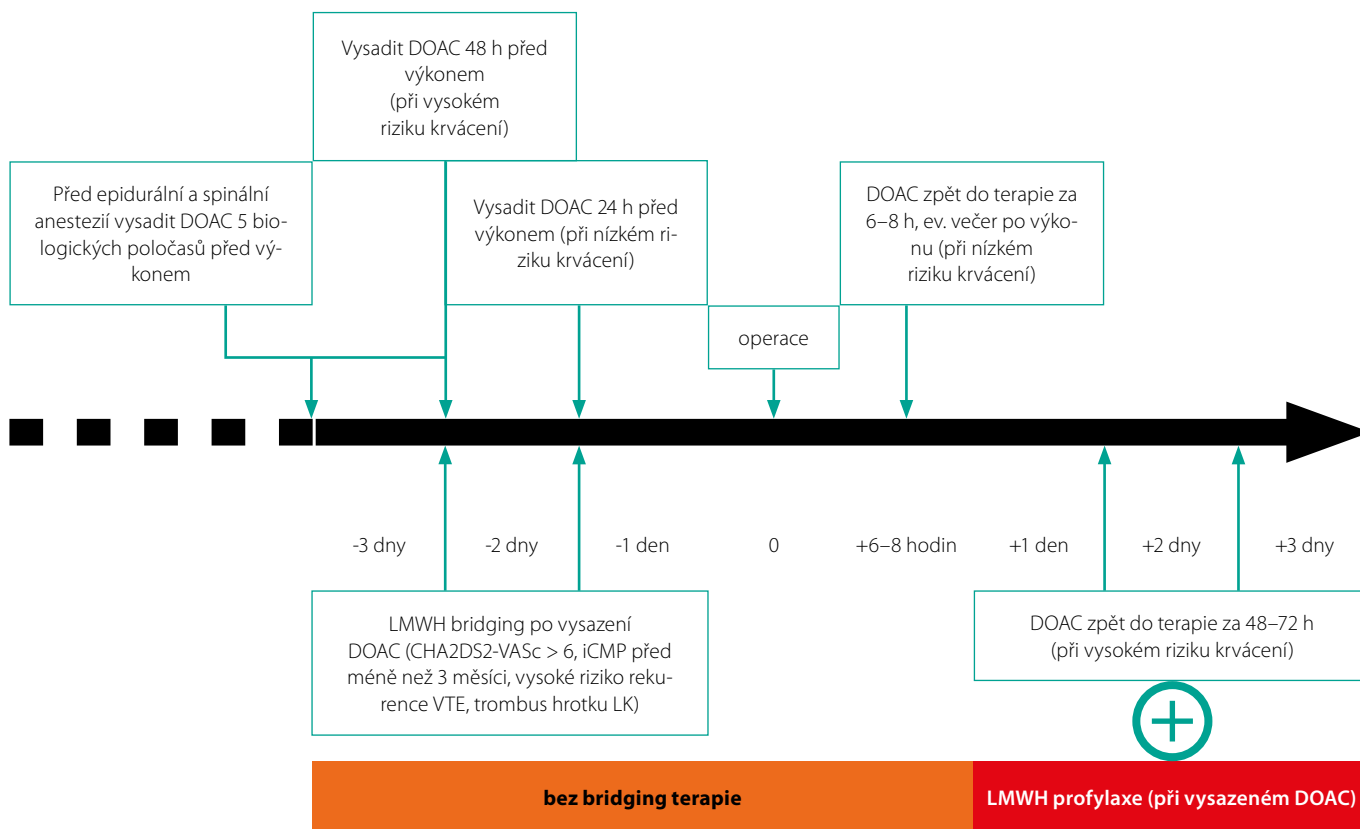 Vysadit DOAC 48 h před
výkonem
(při vysokém
riziku krvácení)
Před epidurální a spinální
anestezií vysadit DOAC 5 bio-
logických poločasů před vý-
konem
Vysadit DOAC 24 h před
výkonem (při nízkém ri-
ziku krvácení)
DOAC zpět do terapie za
6–8 h, ev. večer po výko-
nu (při nízkém
riziku krvácení)
operace
-3 dny
-2 dny
-1 den
0
+6–8 hodin
+1 den
+2 dny
+3 dny
LMWH bridging po vysazení
DOAC (CHA2DS2-VASc > 6, iCMP před
méně než 3 měsíci, vysoké riziko reku-
rence VTE, trombus hrotku LK)
DOAC zpět do terapie za 48–72 h
(při vysokém riziku krvácení)
bez bridging terapie
LMWH profylaxe (při vysazeném DOAC)